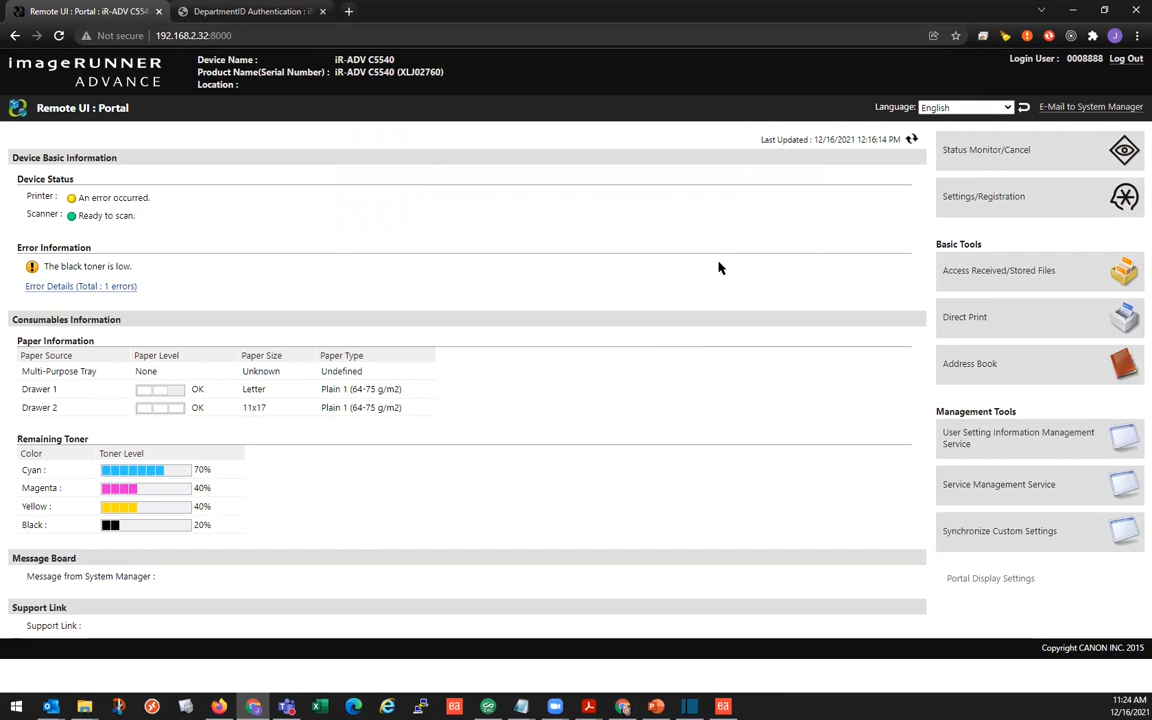 Remote UI : Portal : iR-ADV C554
DepartmentID Authentication : iF
Not secure
192.168.2.32:8000
imageRUNNER
ADVANCE
Device Name :
iR-ADV C5540
Product Name(Serial Number) :
iR-ADV C5540 (XLJ02760)
Location :
Login User : 0008888
Log Out
Remote UI : Portal
Language:
English
E-Mail to System Manager
Last Updated : 12/16/2021 12:16:14 PM
Device Basic Information
Device Status
Printer :
An error occurred.
Scanner :
Ready to scan.
Error Information
The black toner is low.
Error Details (Total : 1 errors)
Consumables Information
Paper Information
Paper Source
Paper Level
Paper Size
Paper Type
Multi-Purpose Tray
None
Unknown
Undefined
Drawer 1
OK
Letter
Plain 1 (64-75 g/m2)
Drawer 2
OK
11x17
Plain 1 (64-75 g/m2)
Remaining Toner
Color
Toner Level
Cyan :
70%
Magenta :
40%
Yellow :
40%
Black :
20%
Message Board
Message from System Manager :
Support Link
Support Link :
Status Monitor/Cancel
Settings/Registration
Basic Tools
Access Received/Stored Files
Direct Print
Address Book
Management Tools
User Setting Information Management
Service
Service Management Service
Synchronize Custom Settings
Portal Display Settings
Copyright CANON INC. 2015
11:24 AM
12/16/2021